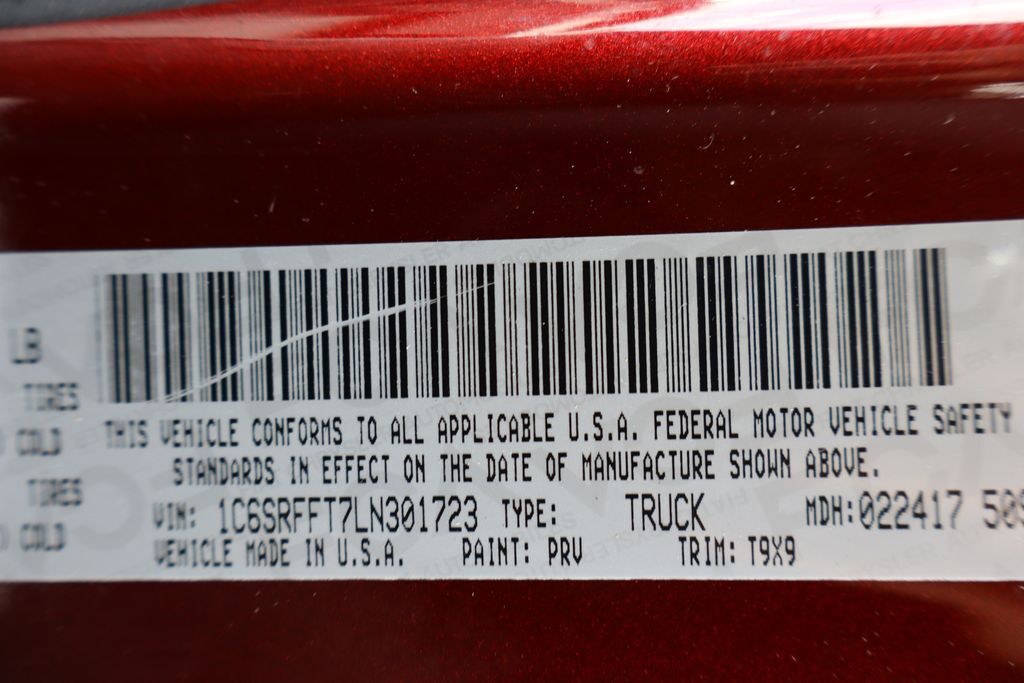 LB
TIRES
COLD
TIRES
COLD
THIS VEHICLE CONFORMS TO ALL APPLICABLE U.S.A. FEDERAL MOTOR VEHICLE SAFETY
STANDARDS IN EFFECT ON THE DATE OF MANUFACTURE SHOWN ABOVE.
VIN: 1C6SRFFT7LN301723 TYPE: TRUCK MDH:022417 509
VEHICLE MADE IN U.S.A. PAINT: PRV TRIM: T9X9